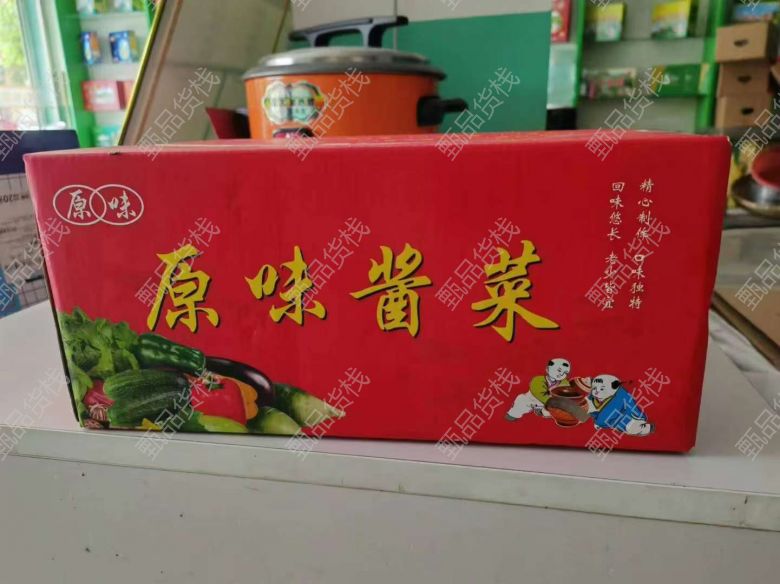 原味
原味酱菜
精心制作 口味独特
回味悠长 老少皆宜
甄品货栈